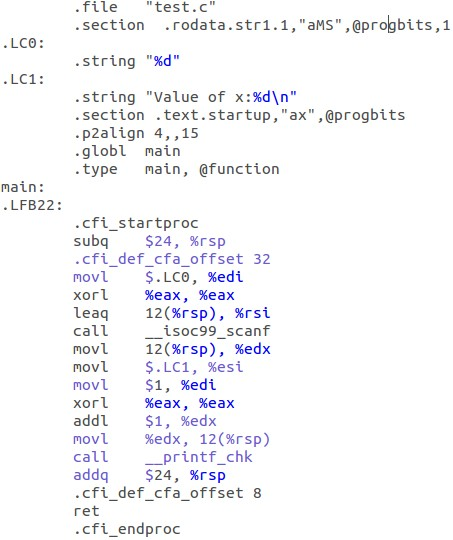 .file "test.c"
.section .rodata.str1.1,"aMS",@progbits,1
.LC0:
.string "%d"
.LC1:
.string "Value of x:%d\n"
.section .text.startup,"ax",@progbits
.p2align 4,,15
.globl main
.type main, @function
main:
.LFB22:
.cfi_startproc
subq $24, %rsp
.cfi_def_cfa_offset 32
movl $.LC0, %edi
xorl %eax, %eax
leaq 12(%rsp), %rsi
call __isoc99_scanf
movl 12(%rsp), %edx
movl $.LC1, %esi
movl $1, %edi
xorl %eax, %eax
addl $1, %edx
movl %edx, 12(%rsp)
call __printf_chk
addq $24, %rsp
.cfi_def_cfa_offset 8
ret
.cfi_endproc